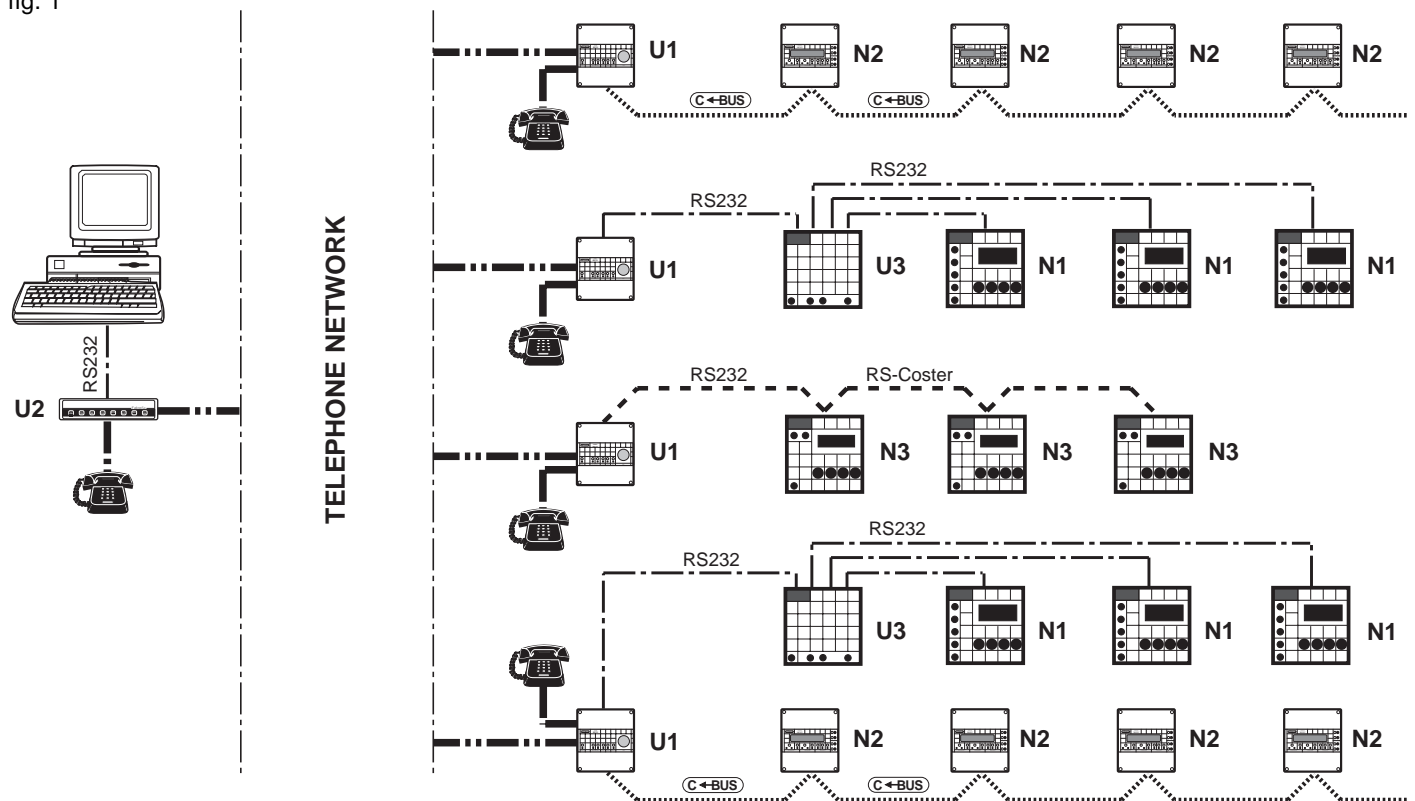 fig. 1
U1 N2 N2 N2 N2
C BUS C BUS
RS232
RS232
U1 U3 N1 N1 N1
TELEPHONE NETWORK
RS232
U2
RS232 RS-Coster
U1 N3 N3 N3
RS232
RS232
U3 N1 N1 N1
U1 N2 N2 N2 N2
C BUS C BUS